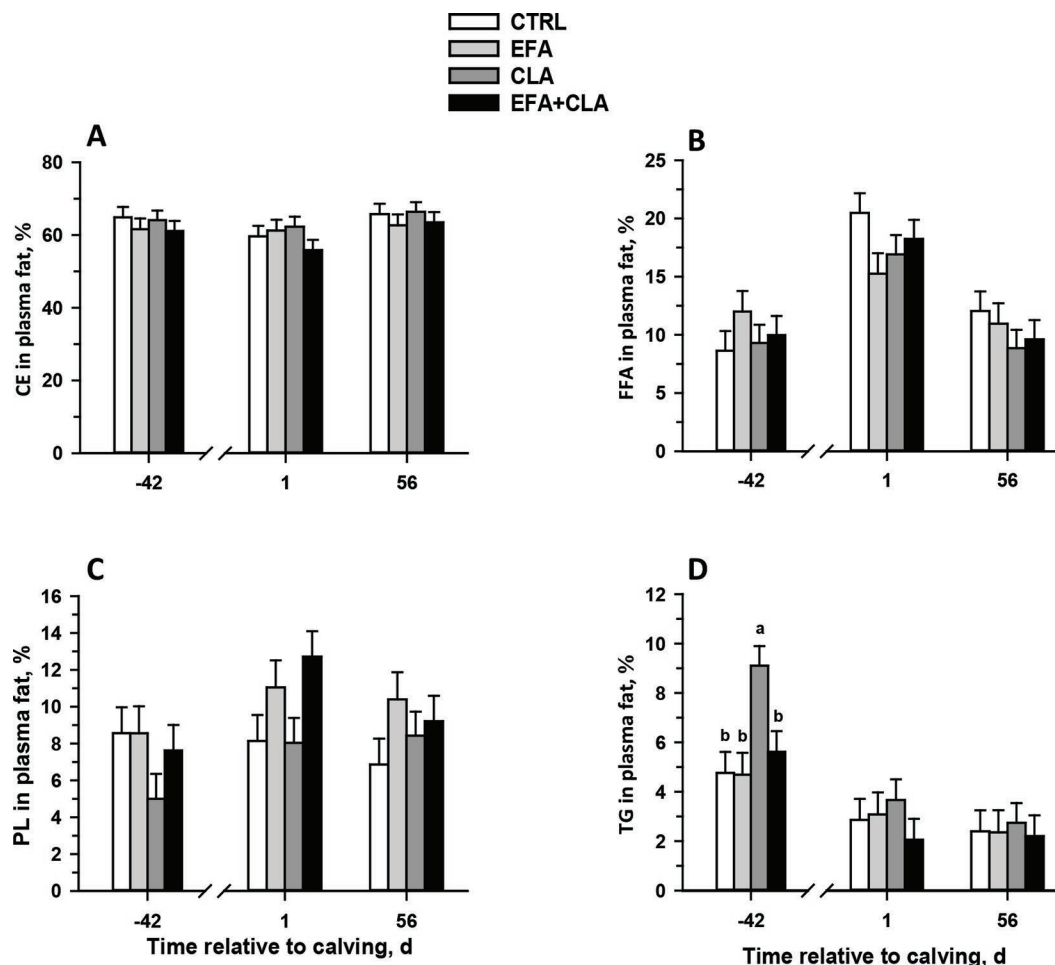 CTRL
EFA
CLA
EFA+CLA
A
80
60
40
20
0
CE in plasma fat, %
-42
1
56
B
25
20
15
10
5
0
FFA in plasma fat, %
-42
1
56
C
16
14
12
10
8
6
4
2
0
PL in plasma fat, %
-42
1
56
Time relative to calving, d
D
12
10
8
6
4
2
0
TG in plasma fat, %
b
b
a
b
-42
1
56
Time relative to calving, d